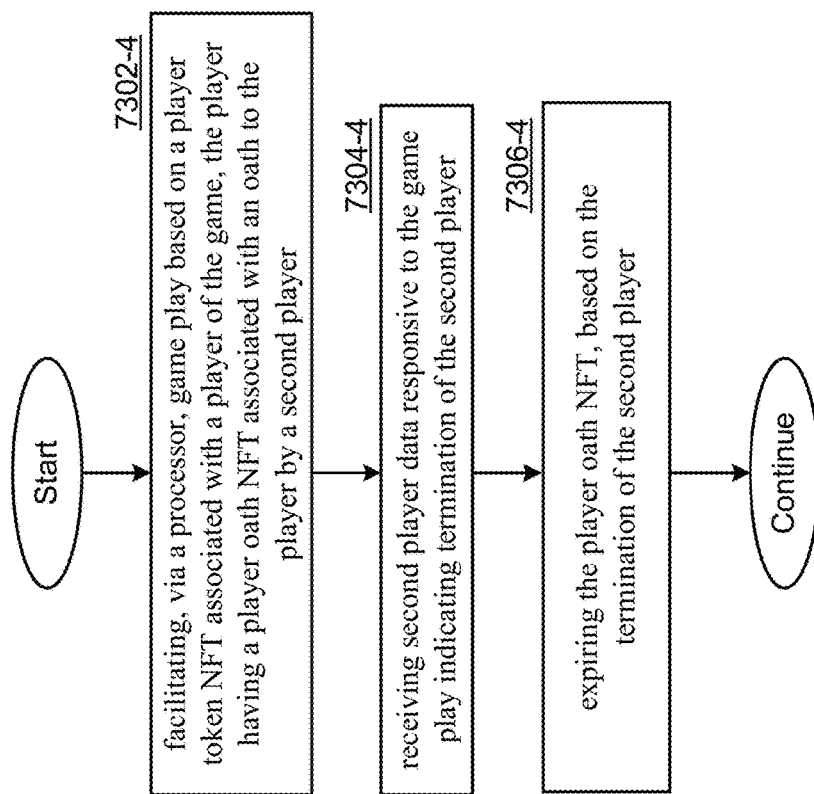 Start
7302-4
facilitating, via a processor, game play based on a player
token NFT associated with a player of the game, the player
having a player oath NFT associated with an oath to the
player by a second player
7304-4
receiving second player data responsive to the game
play indicating termination of the second player
7306-4
expiring the player oath NFT, based on the
termination of the second player
Continue